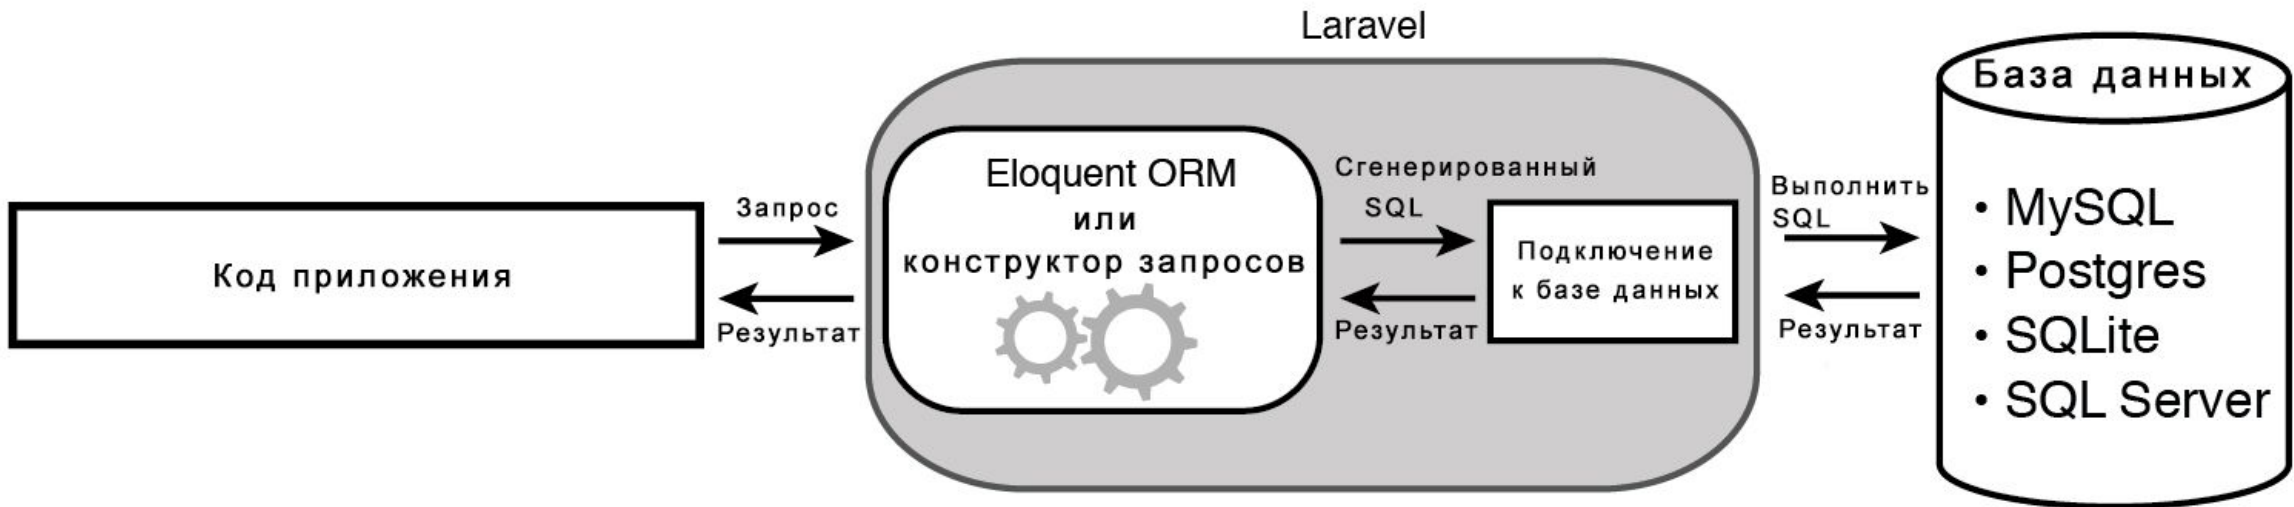 Laravel
Код приложения
Запрос
Результат
Eloquent ORM
или
конструктор запросов
Сгенерированный
SQL
Результат
Подключение
к базе данных
Выполнить
SQL
Результат
База данных
• MySQL
• Postgres
• SQLite
• SQL Server